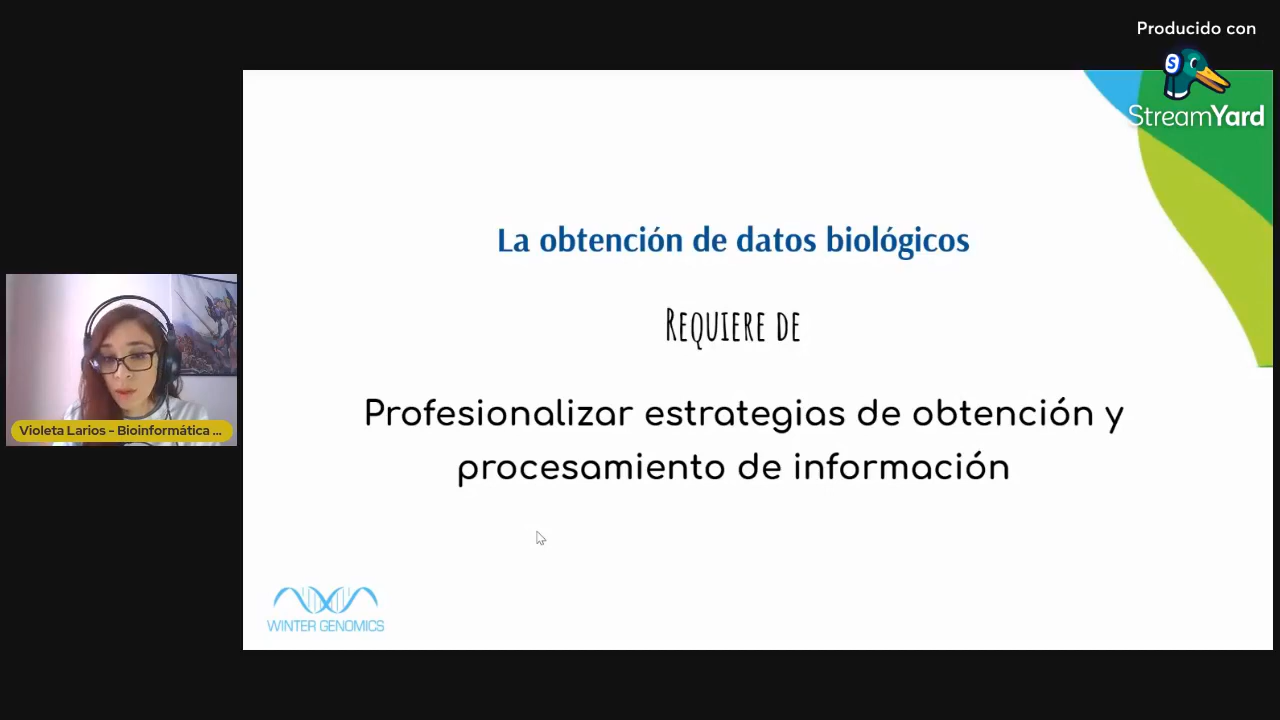 Producido con
StreamYard
La obtención de datos biológicos
Requiere de
Profesionalizar estrategias de obtención y
procesamiento de información
Violeta Larios - Bioinformática ...
WINTER GENOMICS